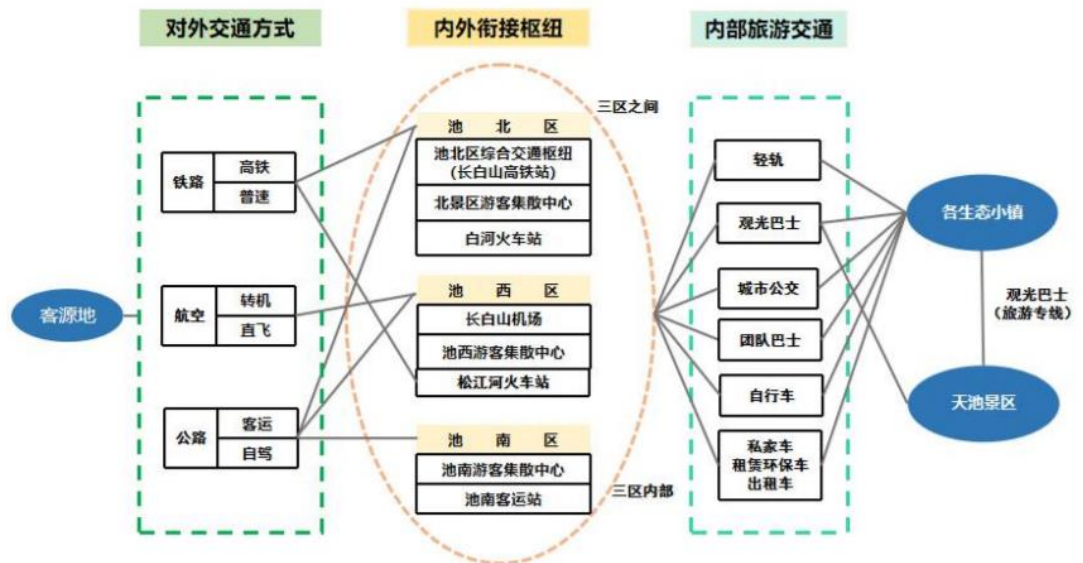 对外交通方式
内外衔接枢纽
内部旅游交通
客源地
铁路
高铁
普速
航空
转机
直飞
公路
客运
自驾
三区之间
池北区
池北区综合交通枢纽
(长白山高铁站)
北景区游客集散中心
白河火车站
池西区
长白山机场
池西游客集散中心
松江河火车站
池南区
池南游客集散中心
池南客运站
三区内部
轻轨
观光巴士
城市公交
团队巴士
自行车
私家车
租赁环保车
出租车
各生态小镇
观光巴士
(旅游专线)
天池景区